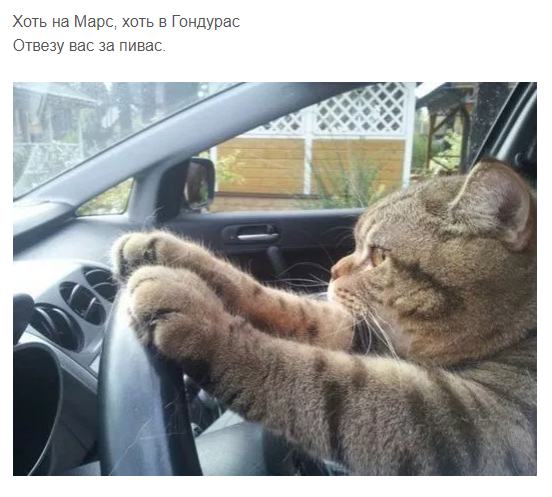 Хоть на Марс, хоть в Гондурас
Отвезу вас за пивас.